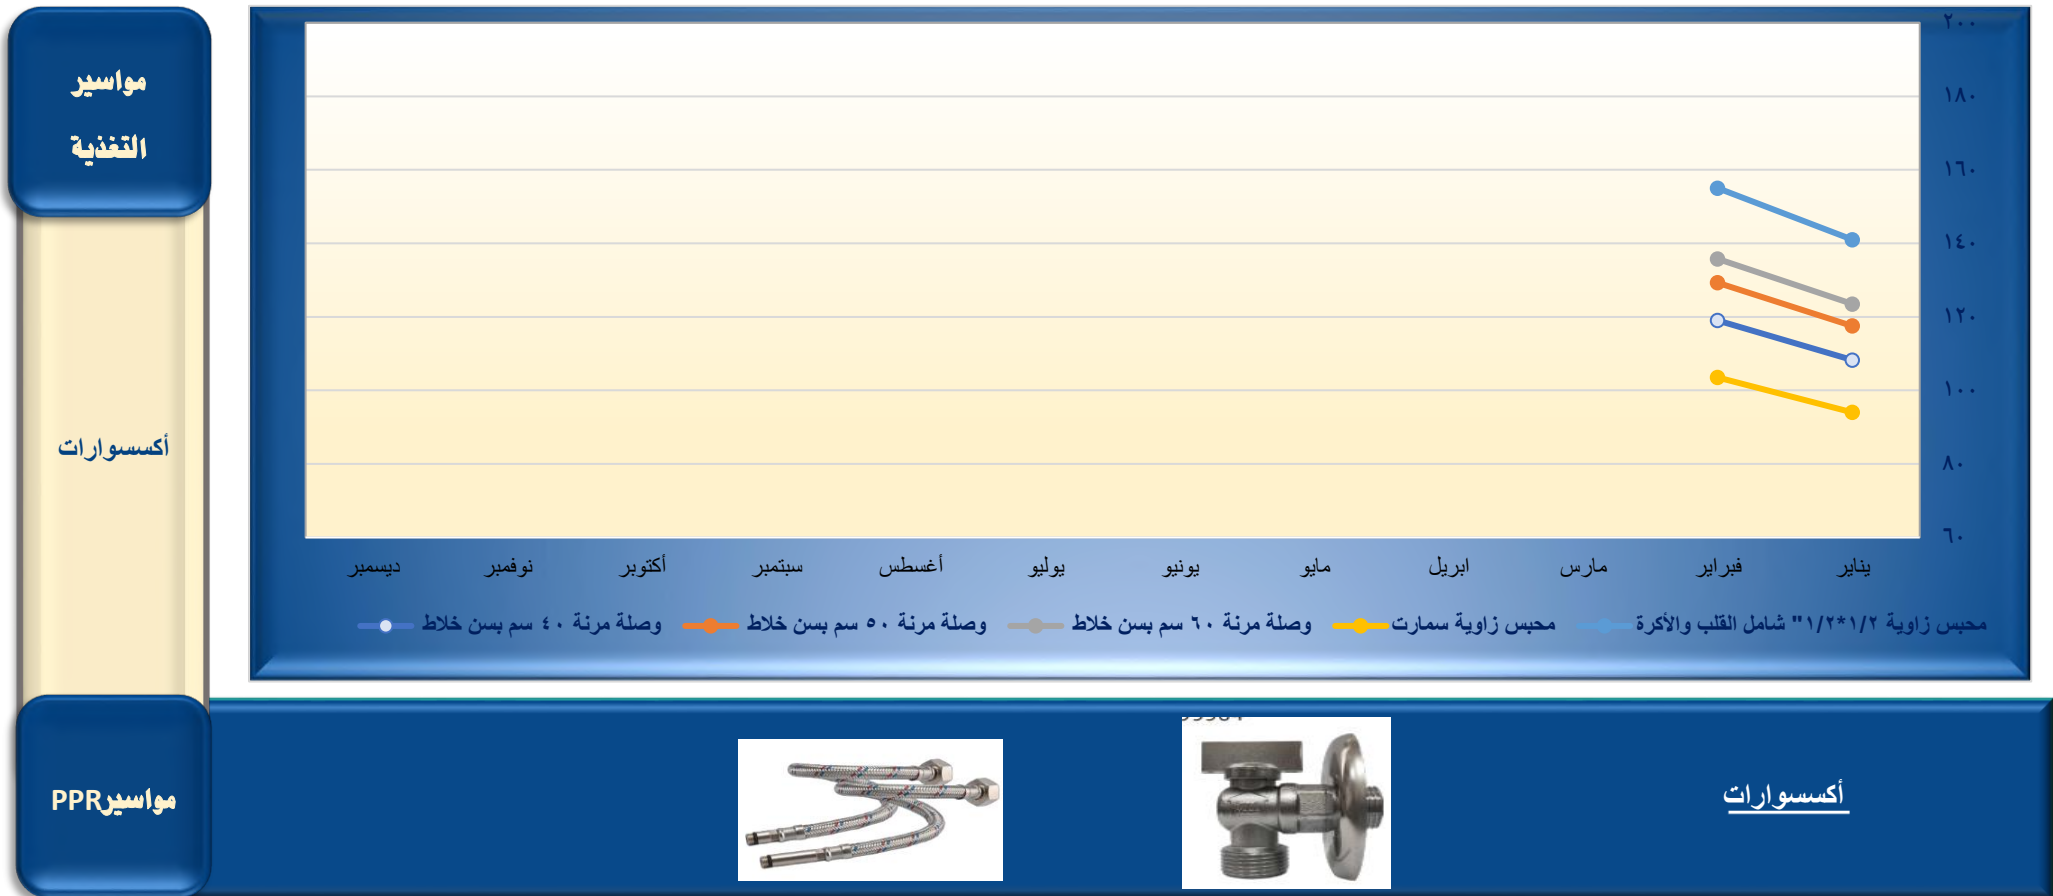 مواسير
التغذية
أكسسوارات
مواسيرPPR
٢٠٠
١٨٠
١٦٠
١٤٠
١٢٠
١٠٠
٨٠
٦٠
يناير فبراير مارس ابريل مايو يونيو يوليو أغسطس سبتمبر أكتوبر نوفمبر ديسمبر
محبس زاوية ١/٢*١/٢" شامل القلب والأكرة محبس زاوية سمارت وصلة مرنة ٦٠ سم بسن خلاط وصلة مرنة ٥٠ سم بسن خلاط وصلة مرنة ٤٠ سم بسن خلاط
أكسسوارات